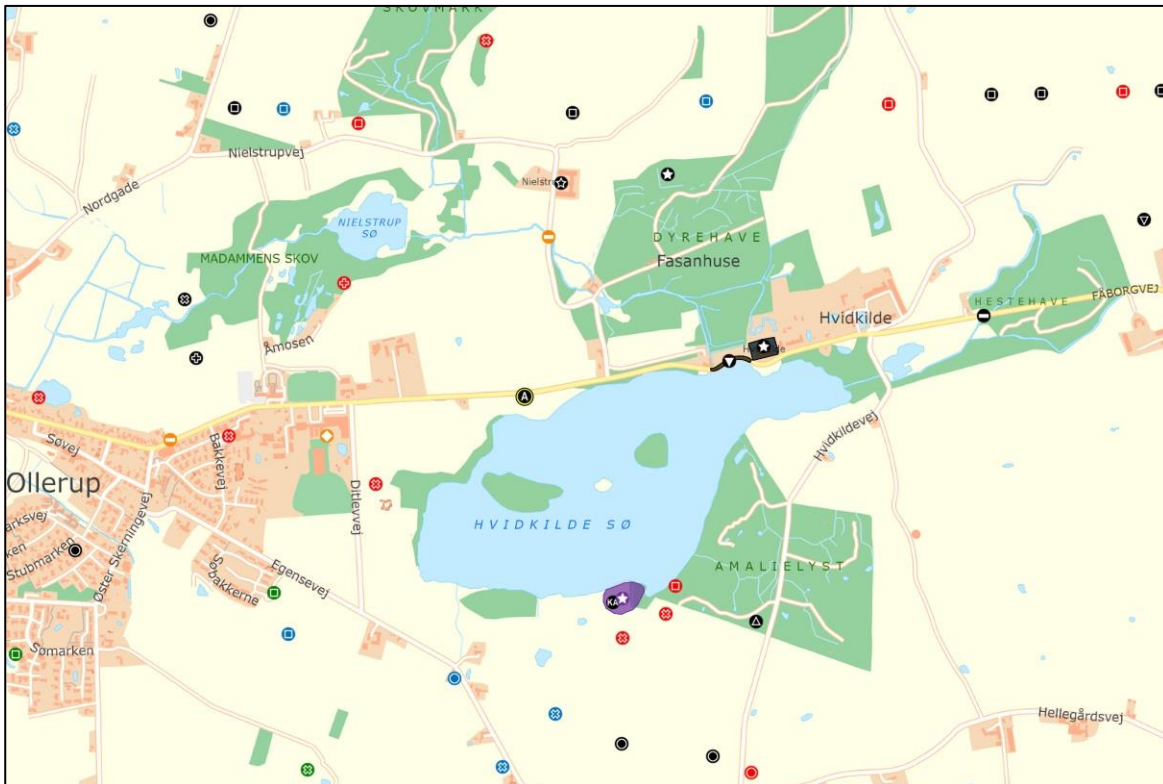 SKOVMARK
Nielstrupvej
Nordgade
NIELSTRUP
SØ
MADAMMENS SKOV
DYREHAVE
Fasanhuse
HESTEHAVE
FÅBORGVEJ
Hvidkilde
Åmosen
A
Søvej
Bakkevej
Hvidkildevej
Ollerup
Ditlevvej
HVIDKILDE SØ
Stubmarken
Øster Skerningevej
Søbakkerne
Egensevej
AMALIELYST
KA
Sømarken
Hellegårdsvej